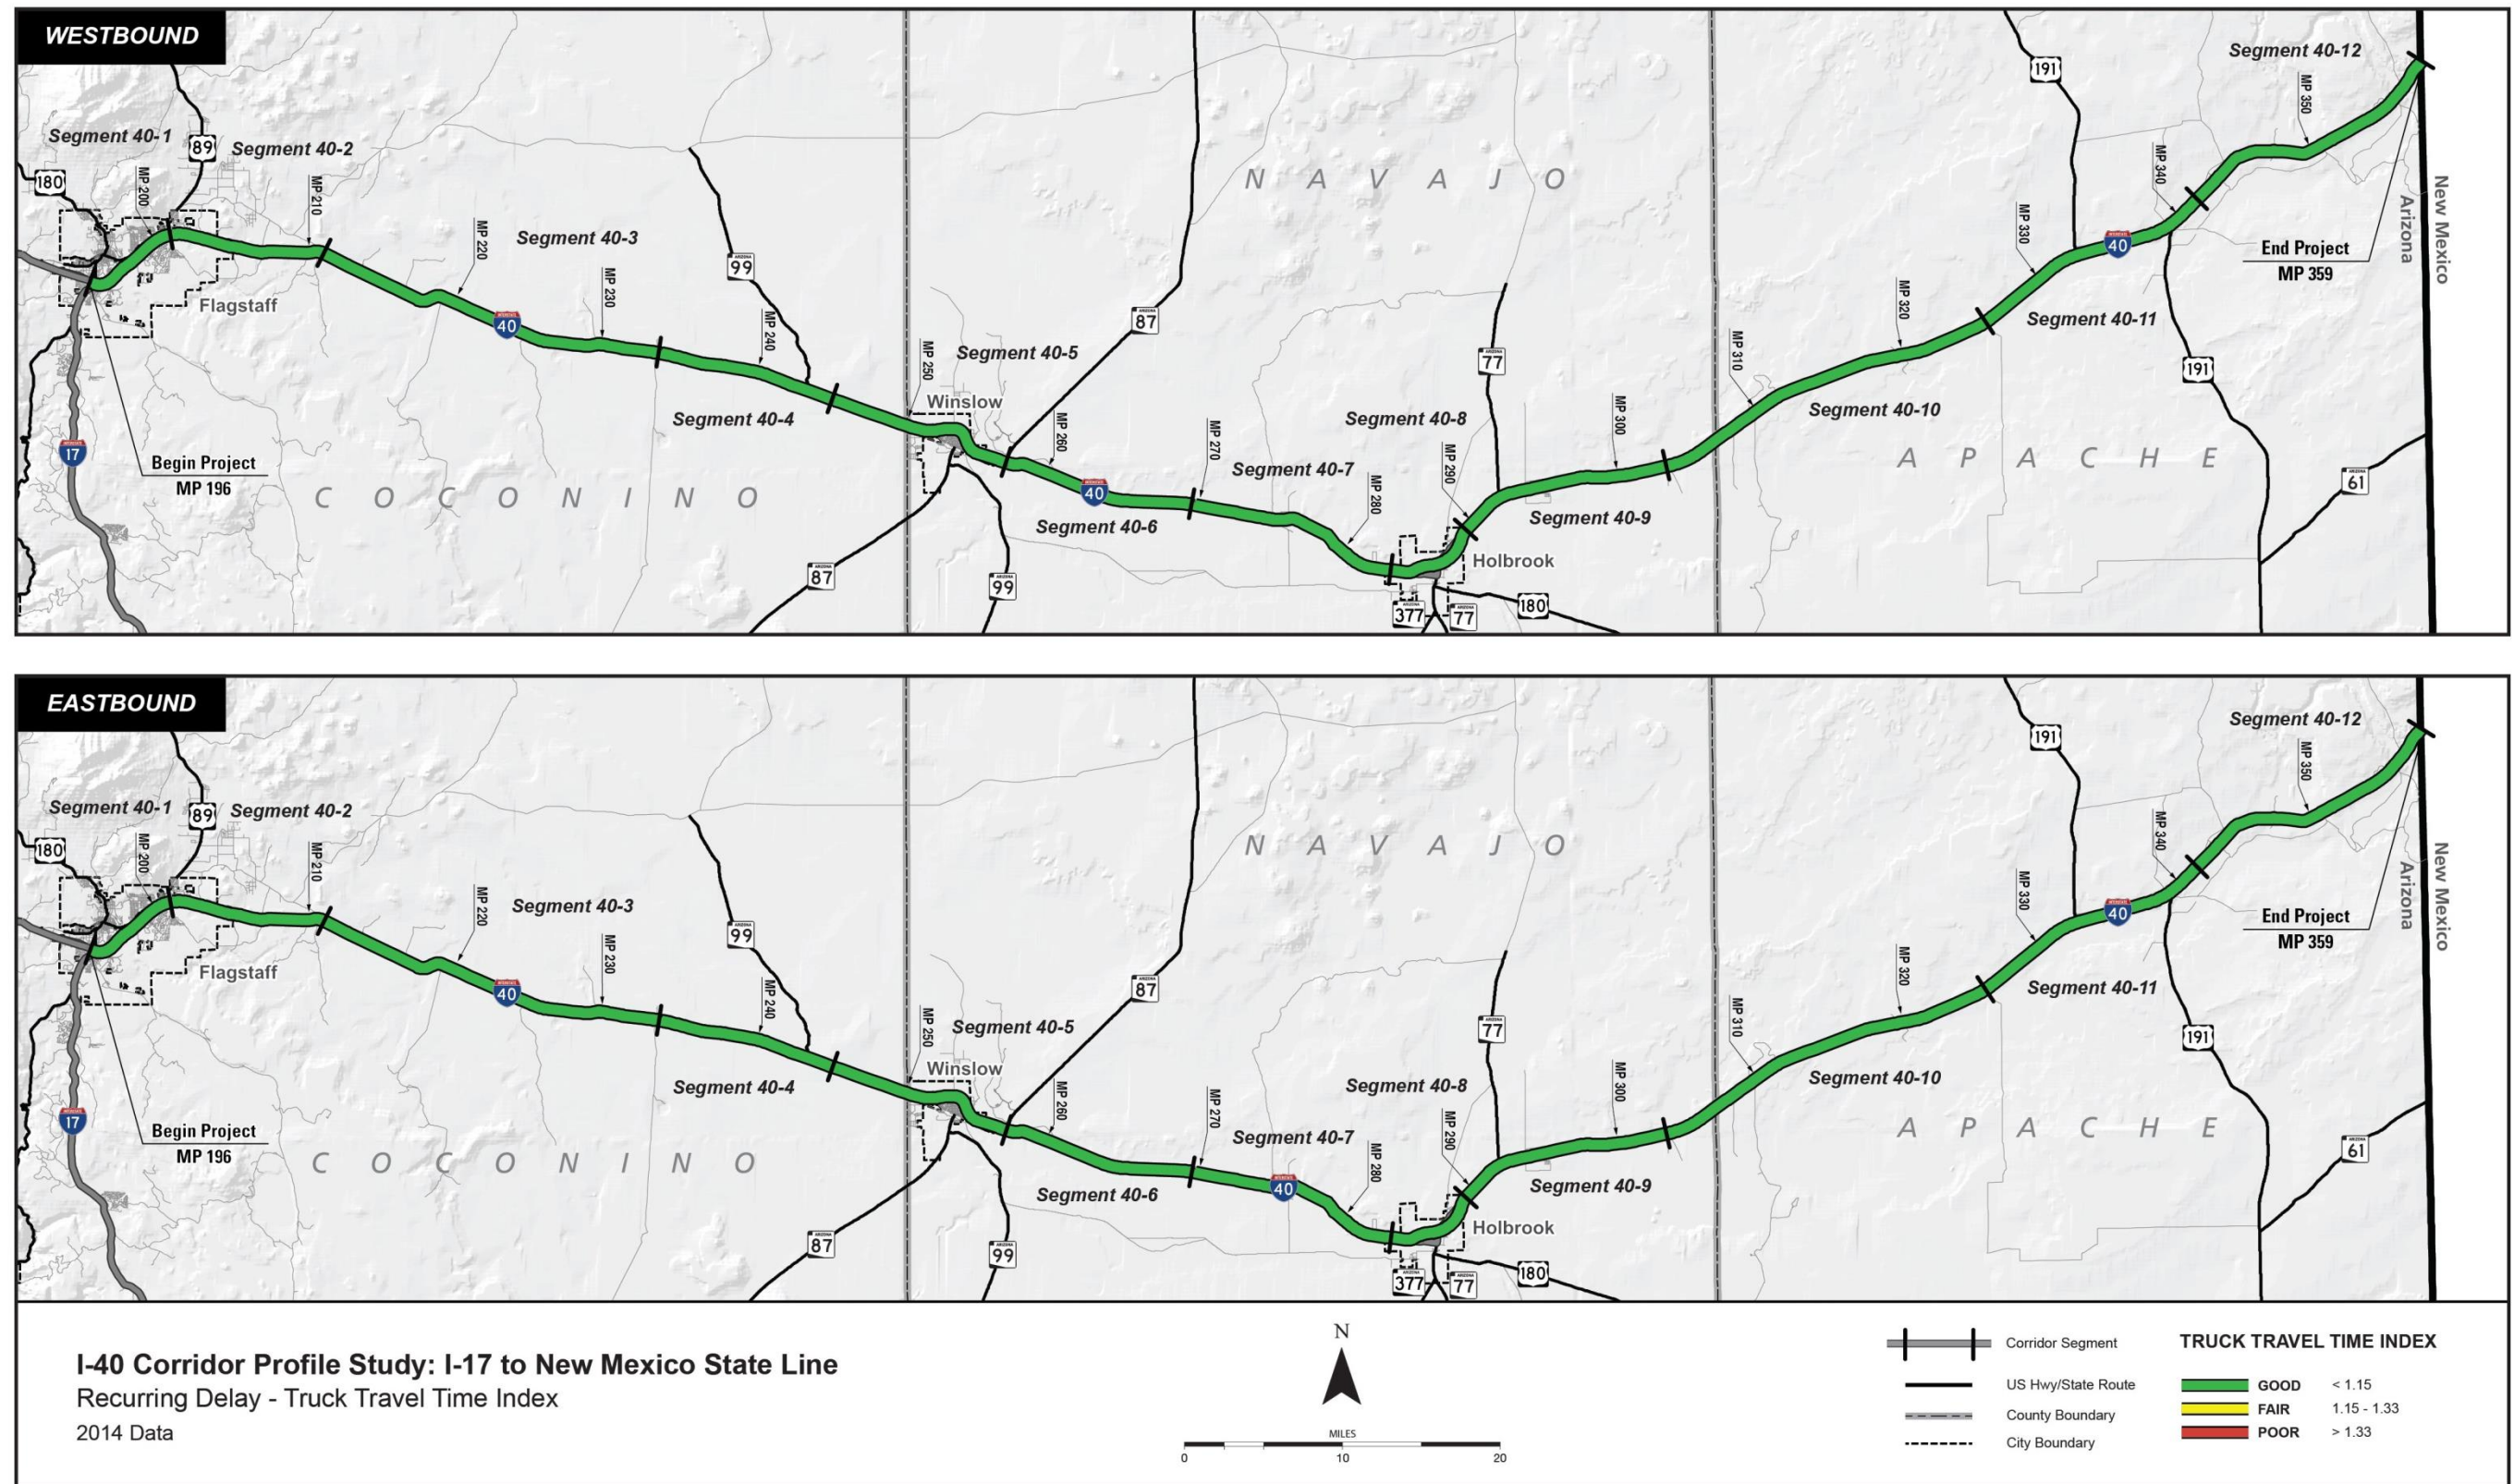 WESTBOUND
Segment 40-1
Segment 40-2
Segment 40-3
Segment 40-4
Segment 40-5
Segment 40-6
Segment 40-7
Segment 40-8
Segment 40-9
Segment 40-10
Segment 40-11
Segment 40-12
MP 200
MP 210
MP 220
MP 230
MP 240
MP 250
MP 260
MP 270
MP 280
MP 290
MP 300
MP 310
MP 320
MP 330
MP 340
MP 350
180
89
17
40
99
87
87
99
40
77
377
77
180
191
40
191
61
Flagstaff
Winslow
Holbrook
COCONINO
NAVAJO
APACHE
Begin Project
MP 196
End Project
MP 359
Arizona
New Mexico
EASTBOUND
Segment 40-1
Segment 40-2
Segment 40-3
Segment 40-4
Segment 40-5
Segment 40-6
Segment 40-7
Segment 40-8
Segment 40-9
Segment 40-10
Segment 40-11
Segment 40-12
MP 200
MP 210
MP 220
MP 230
MP 240
MP 250
MP 260
MP 270
MP 280
MP 290
MP 300
MP 310
MP 320
MP 330
MP 340
MP 350
180
89
17
40
99
87
87
99
40
77
377
77
180
191
40
191
61
Flagstaff
Winslow
Holbrook
COCONINO
NAVAJO
APACHE
Begin Project
MP 196
End Project
MP 359
Arizona
New Mexico
I-40 Corridor Profile Study: I-17 to New Mexico State Line
Recurring Delay - Truck Travel Time Index
2014 Data
N
MILES
0 10 20
Corridor Segment
US Hwy/State Route
County Boundary
City Boundary
TRUCK TRAVEL TIME INDEX
GOOD < 1.15
FAIR 1.15 - 1.33
POOR > 1.33